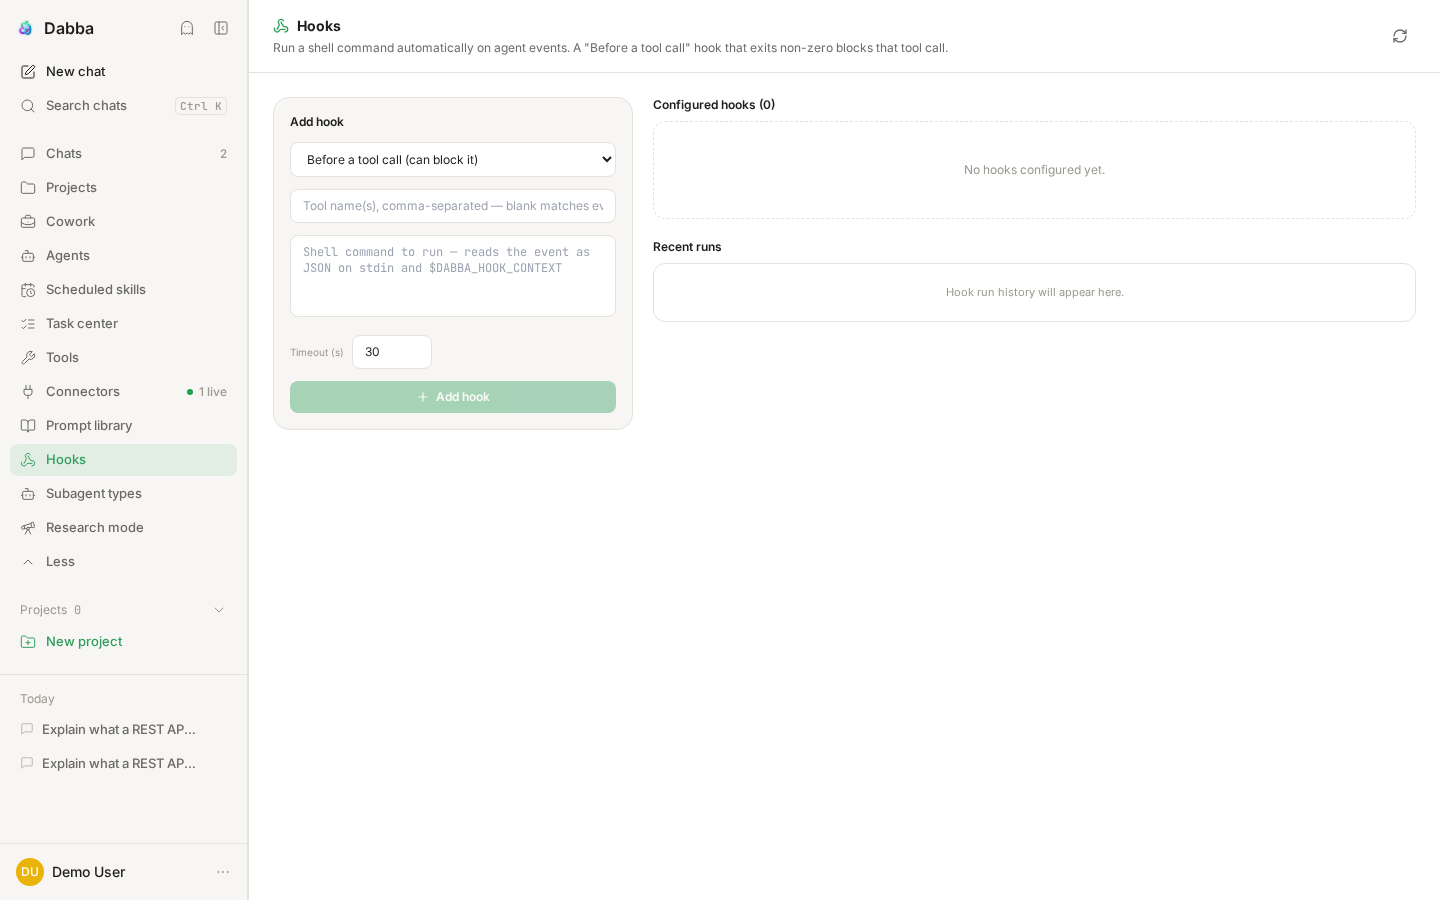 Dabba
New chat
Search chats
Ctrl K
Chats
2
Projects
Cowork
Agents
Scheduled skills
Task center
Tools
Connectors
1 live
Prompt library
Hooks
Subagent types
Research mode
Less
Projects 0
New project
Today
Explain what a REST AP...
Explain what a REST AP...
DU
Demo User
Hooks
Run a shell command automatically on agent events. A "Before a tool call" hook that exits non-zero blocks that tool call.
Add hook
Before a tool call (can block it)
Tool name(s), comma-separated — blank matches ev
Shell command to run — reads the event as
JSON on stdin and $DABBA_HOOK_CONTEXT
Timeout (s)
30
Add hook
Configured hooks (0)
No hooks configured yet.
Recent runs
Hook run history will appear here.